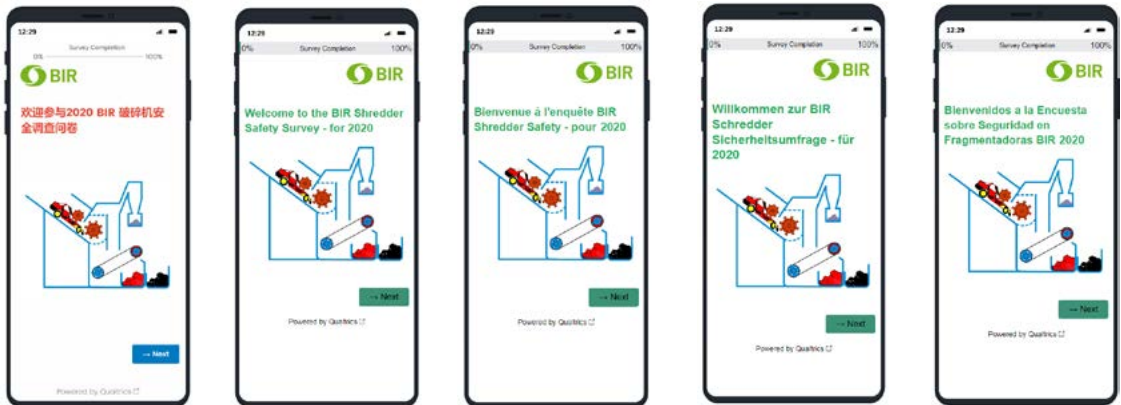 12:29
Survey Completion
0% 100%
BIR
欢迎参与2020 BIR 破碎机安
全调查问卷
→ Next
Powered by Qualtrics
12:29
0% Survey Completion 100%
BIR
Welcome to the BIR Shredder
Safety Survey - for 2020
→ Next
Powered by Qualtrics
12:29
0% Survey Completion 100%
BIR
Bienvenue à l'enquête BIR
Shredder Safety - pour 2020
→ Next
Powered by Qualtrics
12:29
0% Survey Completion 100%
BIR
Willkommen zur BIR
Schredder
Sicherheitsumfrage - für
2020
→ Next
Powered by Qualtrics
12:29
0% Survey Completion 100%
BIR
Bienvenidos a la Encuesta
sobre Seguridad en
Fragmentadoras BIR 2020
→ Next
Powered by Qualtrics